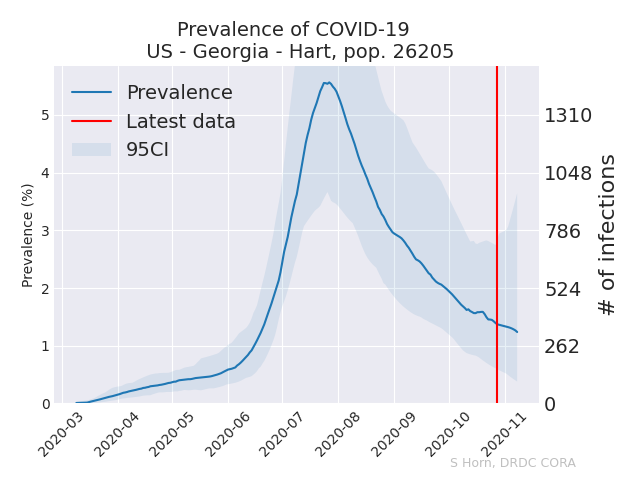 Prevalence of COVID-19
US - Georgia - Hart, pop. 26205
Prevalence
Latest data
95CI
Prevalence (%)
5
4
3
2
1
0
1310
1048
786
524
262
0
# of infections
2020-03
2020-04
2020-05
2020-06
2020-07
2020-08
2020-09
2020-10
2020-11
S Horn, DRDC CORA